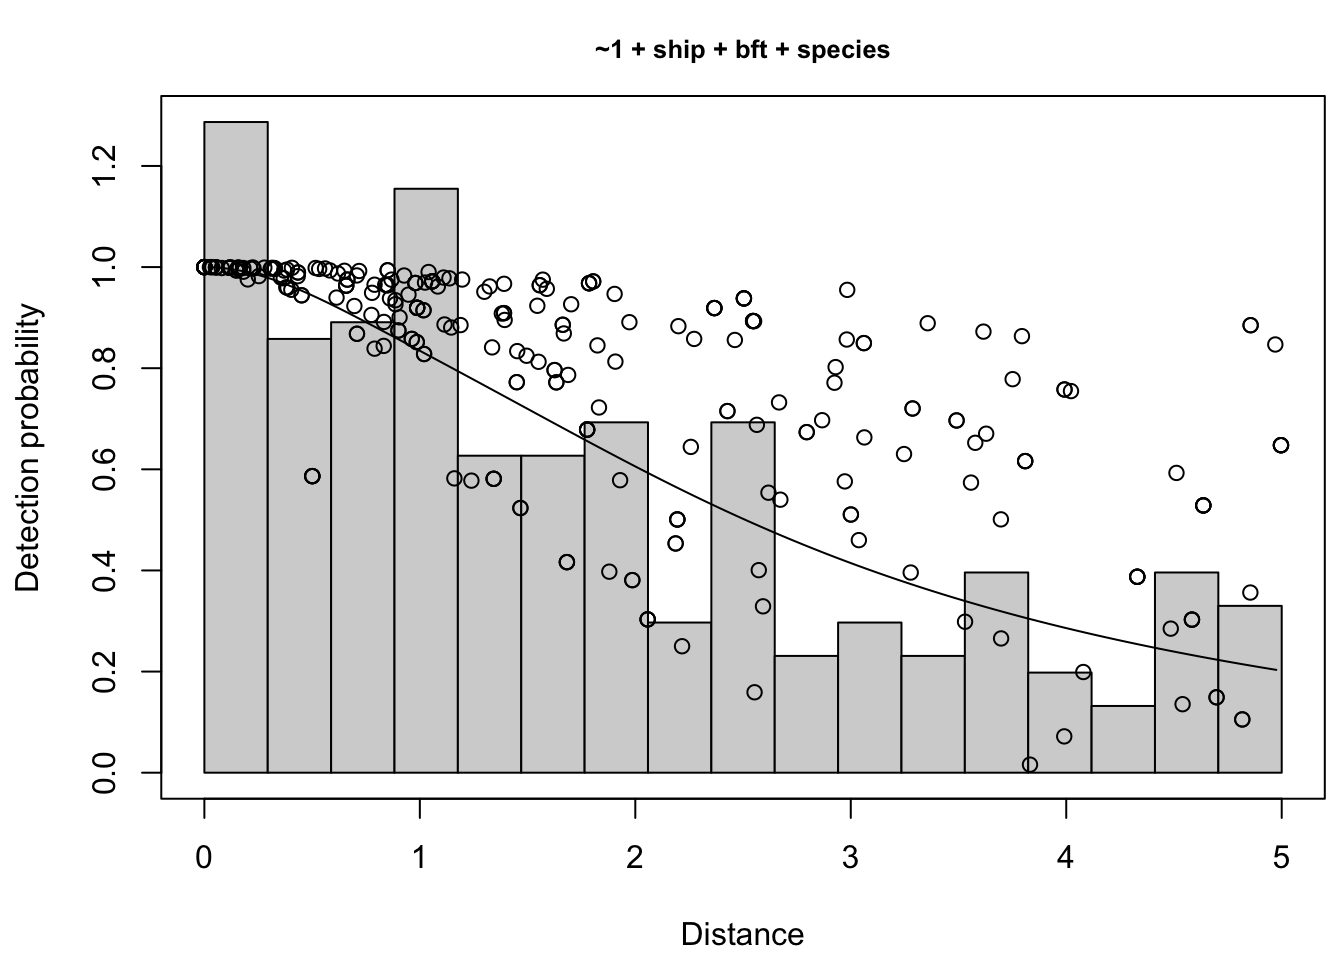 ~1 + ship + bft + species
Detection probability
1.2
1.0
0.8
0.6
0.4
0.2
0.0
0 1 2 3 4 5
Distance